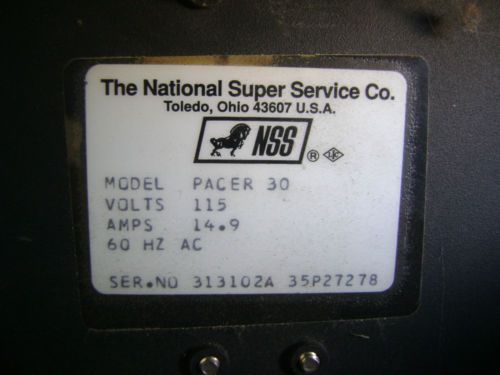 The National Super Service Co.
Toledo, Ohio 43607 U.S.A.
NSS ®
MODEL PACER 30
VOLTS 115
AMPS 14.9
60 HZ AC
SER.NO 313102A 35P27278